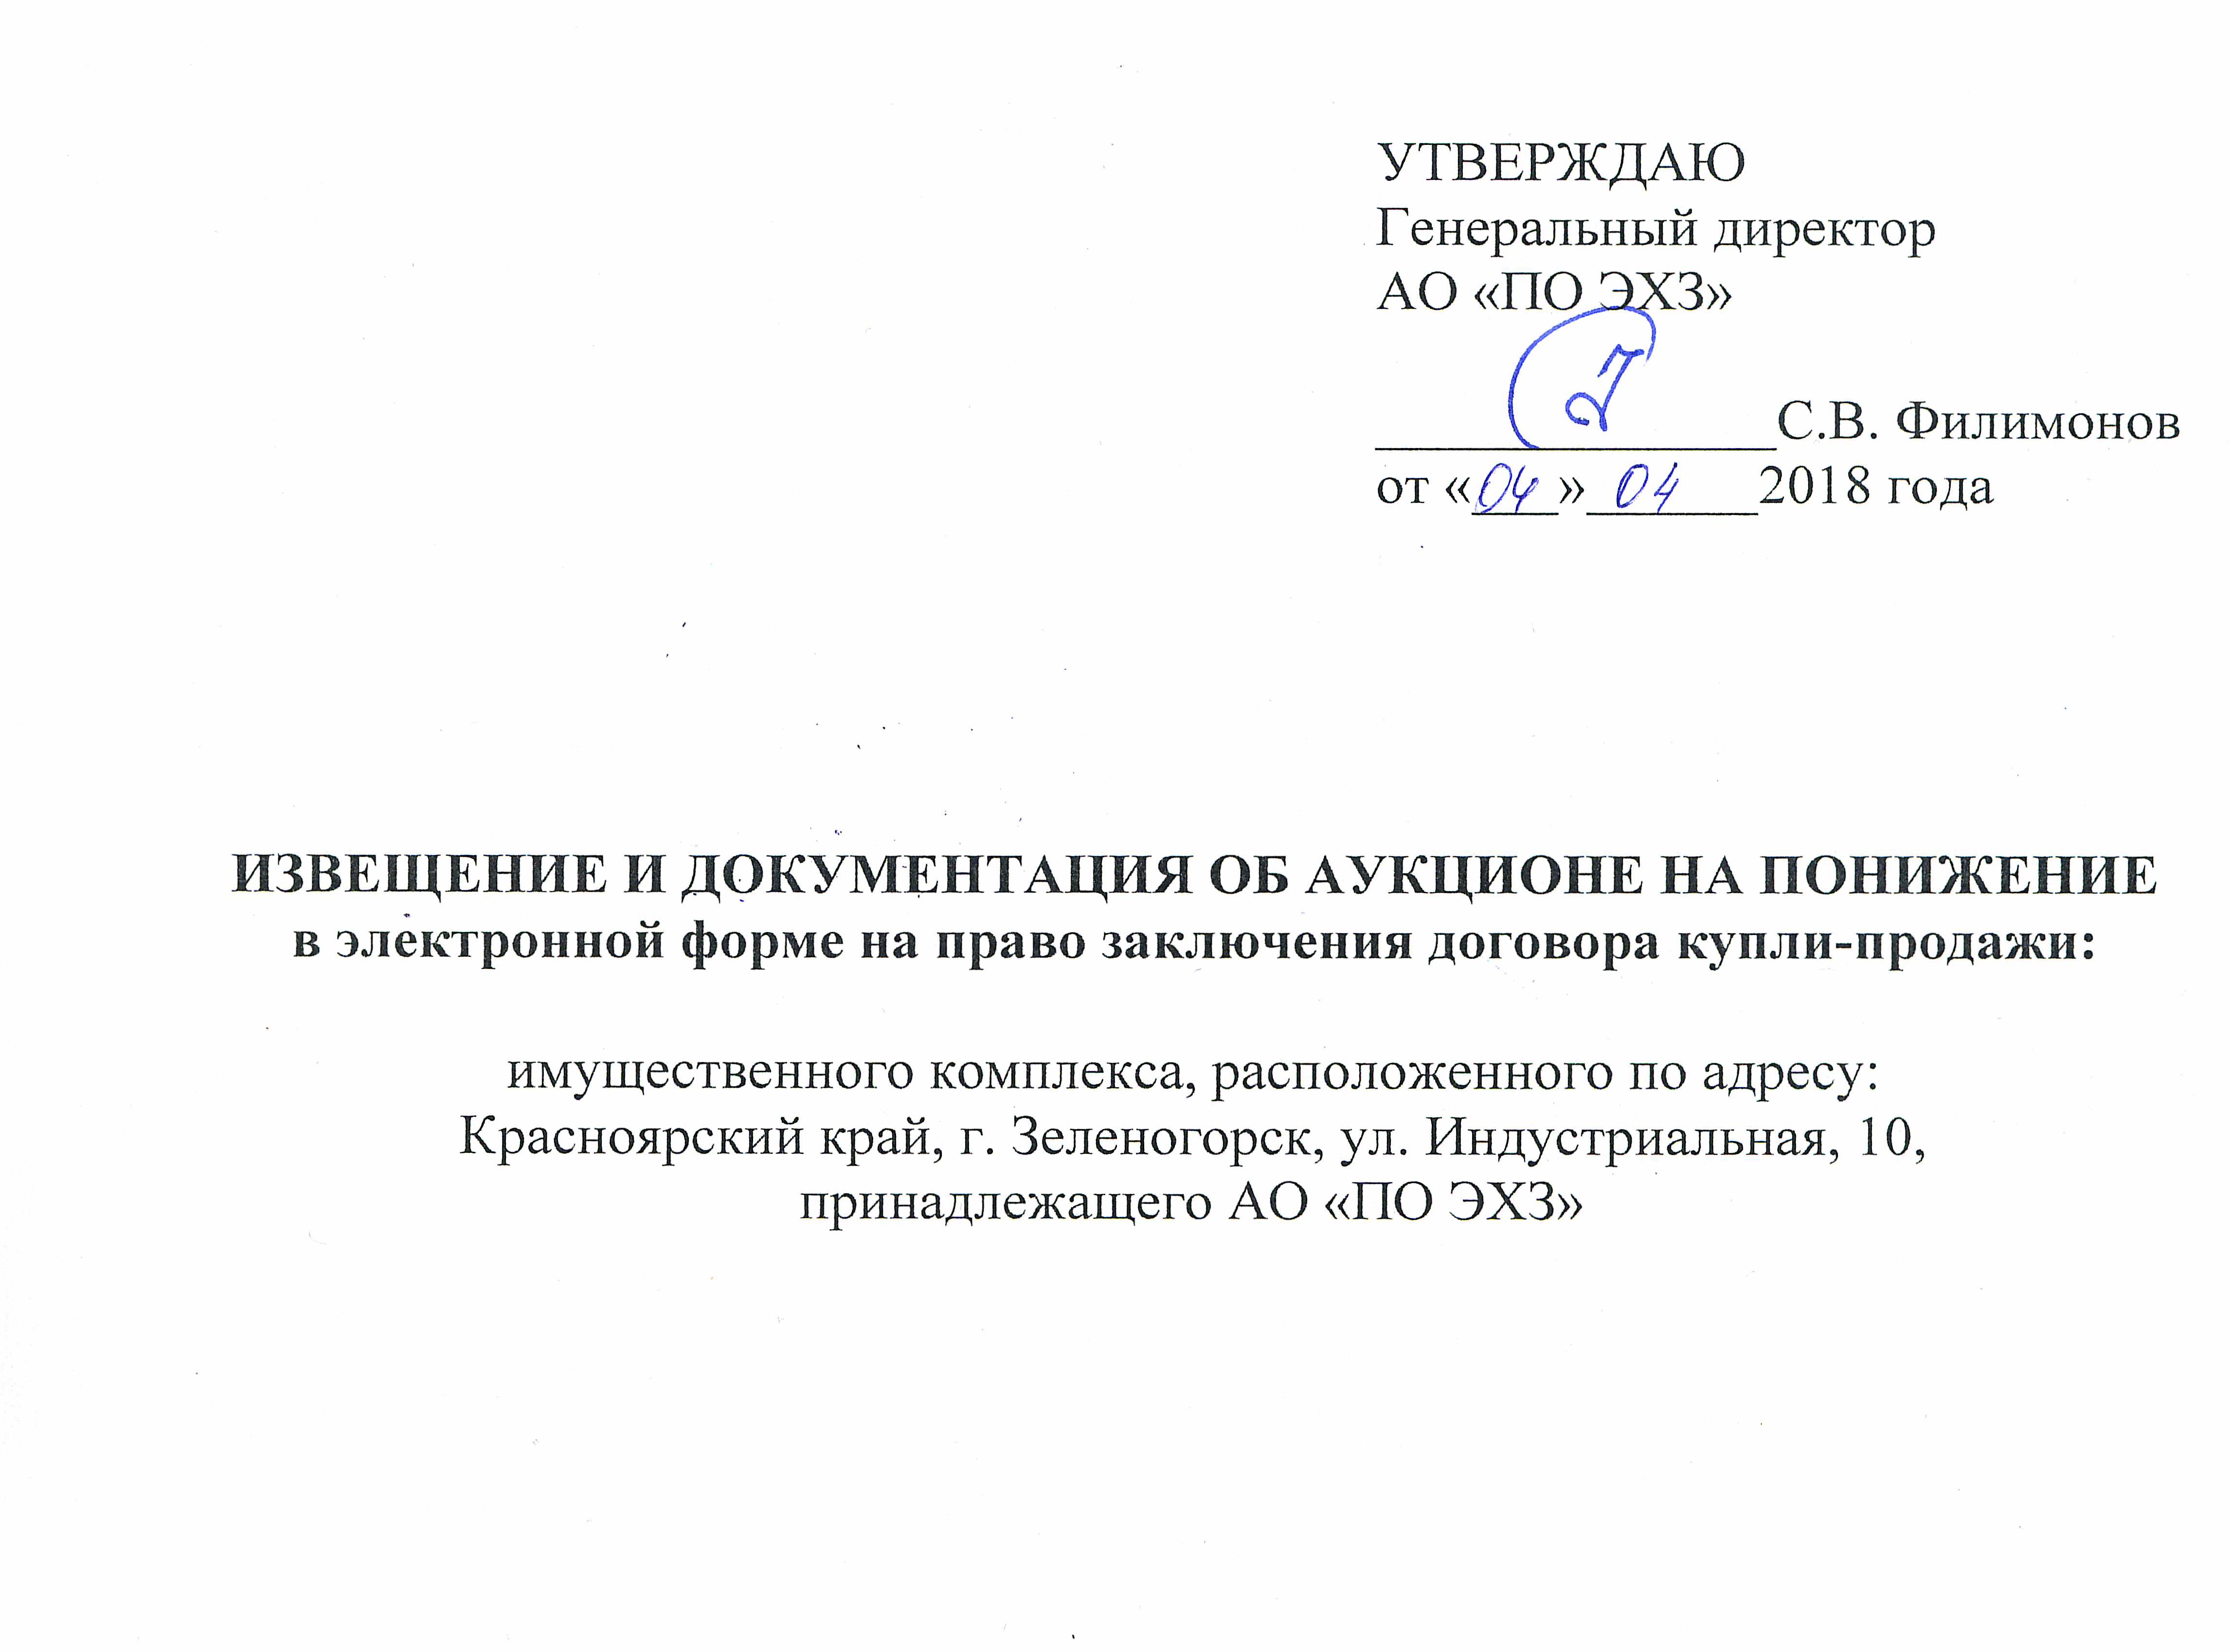 УТВЕРЖДАЮ
Генеральный директор
АО «ПО ЭХЗ»
С.В. Филимонов
от «04» 04 2018 года
ИЗВЕЩЕНИЕ И ДОКУМЕНТАЦИЯ ОБ АУКЦИОНЕ НА ПОНИЖЕНИЕ
в электронной форме на право заключения договора купли-продажи:
имущественного комплекса, расположенного по адресу:
Красноярский край, г. Зеленогорск, ул. Индустриальная, 10,
принадлежащего АО «ПО ЭХЗ»